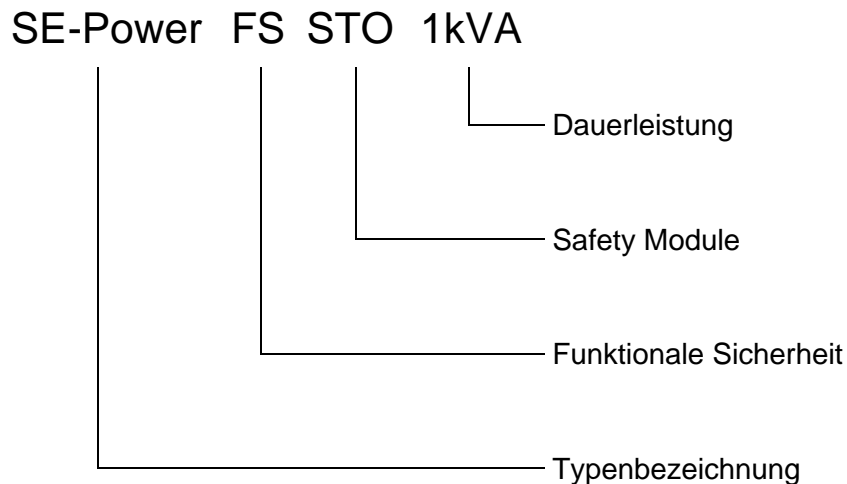 SE-Power FS STO 1kVA
Dauerleistung
Safety Module
Funktionale Sicherheit
Typenbezeichnung